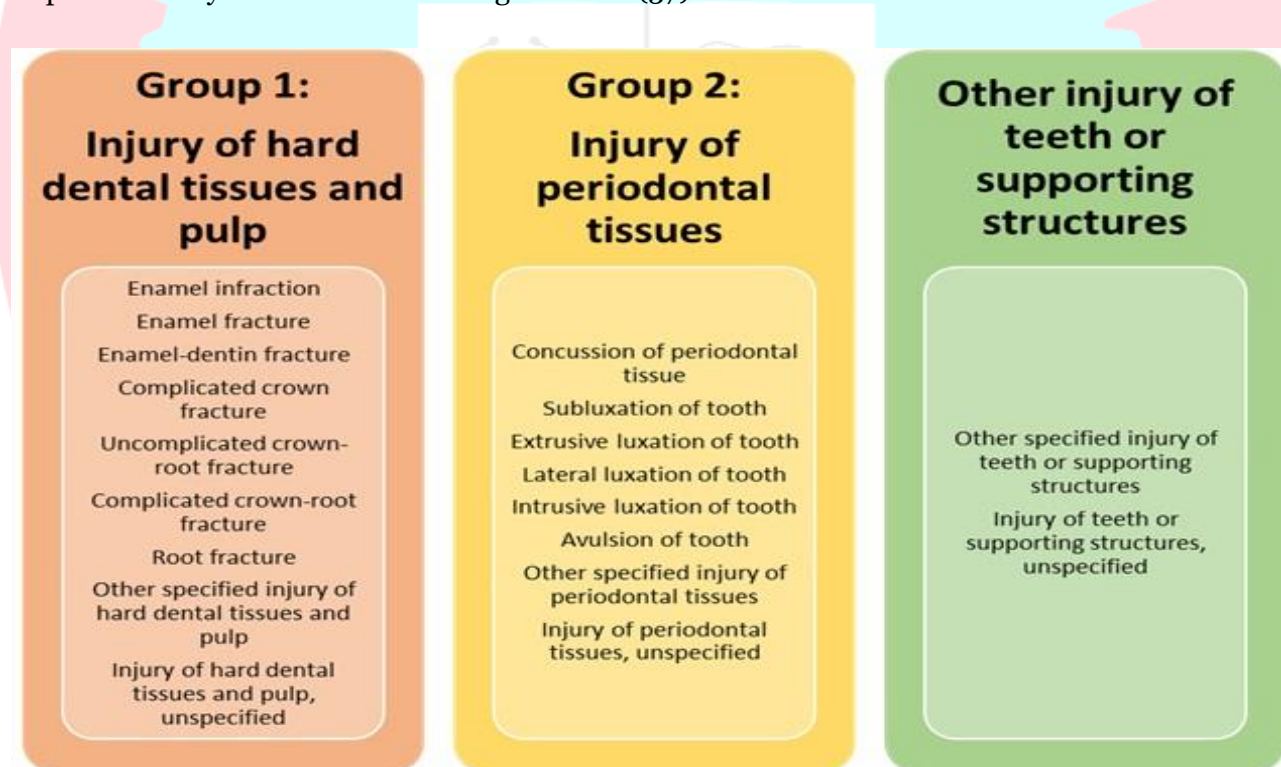 Group 1:
Injury of hard
dental tissues and
pulp
Enamel infraction
Enamel fracture
Enamel-dentin fracture
Complicated crown
fracture
Uncomplicated crown-
root fracture
Complicated crown-root
fracture
Root fracture
Other specified injury of
hard dental tissues and
pulp
Injury of hard dental
tissues and pulp,
unspecified
Group 2:
Injury of
periodontal
tissues
Concussion of periodontal
tissue
Subluxation of tooth
Extrusive luxation of tooth
Lateral luxation of tooth
Intrusive luxation of tooth
Avulsion of tooth
Other specified injury of
periodontal tissues
Injury of periodontal
tissues, unspecified
Other injury of
teeth or
supporting
structures
Other specified injury of
teeth or supporting
structures
Injury of teeth or
supporting structures,
unspecified